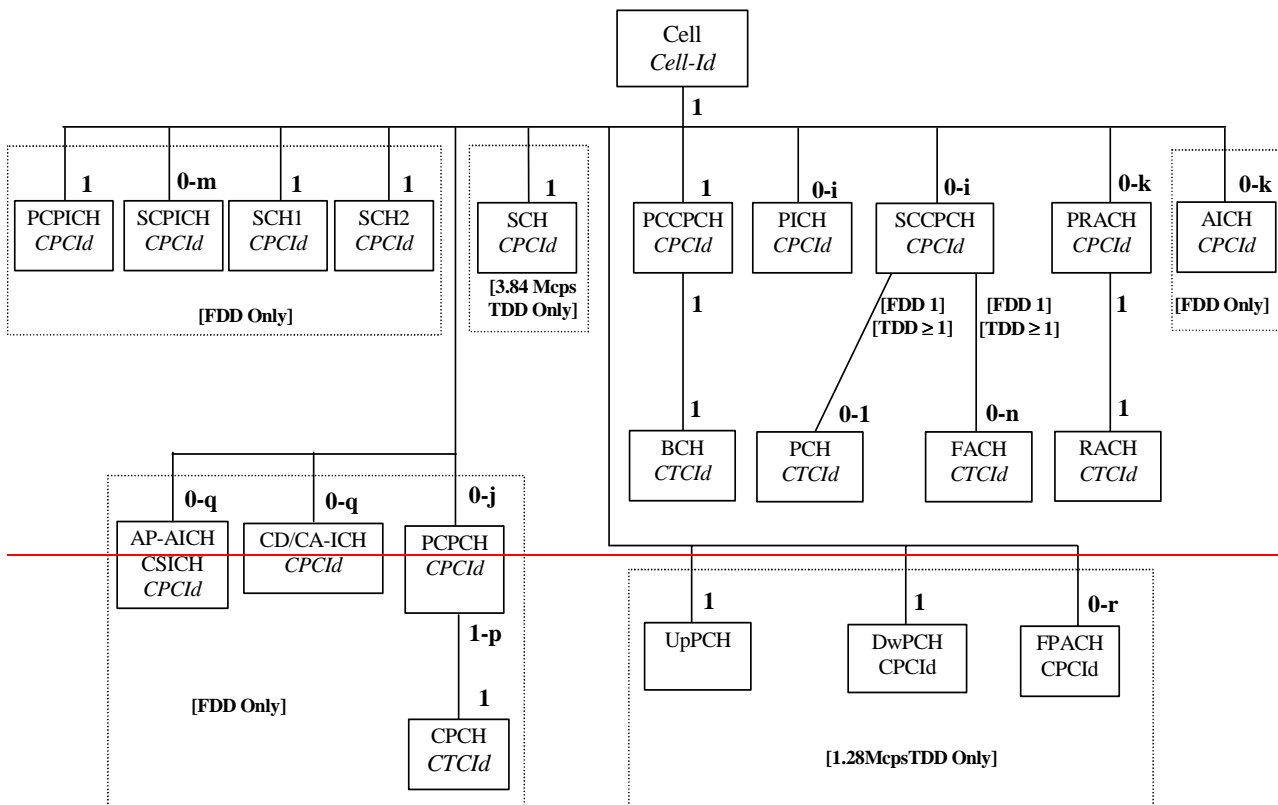 Cell
Cell-Id
1
1
0-m
1
1
1
1
0-i
0-i
0-k
0-k
PCPICH
CPCId
SCPICH
CPCId
SCH1
CPCId
SCH2
CPCId
SCH
CPCId
PCCPCH
CPCId
PICH
CPCId
SCCPCH
CPCId
PRACH
CPCId
AICH
CPCId
[FDD Only]
[3.84 Mcps
TDD Only]
1
[FDD 1]
[TDD ≥ 1]
[FDD 1]
[TDD ≥ 1]
1
[FDD Only]
1
0-1
0-n
1
BCH
CTCId
PCH
CTCId
FACH
CTCId
RACH
CTCId
0-q
0-q
0-j
AP-AICH
CSICH
CPCId
CD/CA-ICH
CPCId
PCPCH
CPCId
1-p
1
CPCH
CTCId
[FDD Only]
1
1
0-r
UpPCH
DwPCH
CPCId
FPACH
CPCId
[1.28McpsTDD Only]